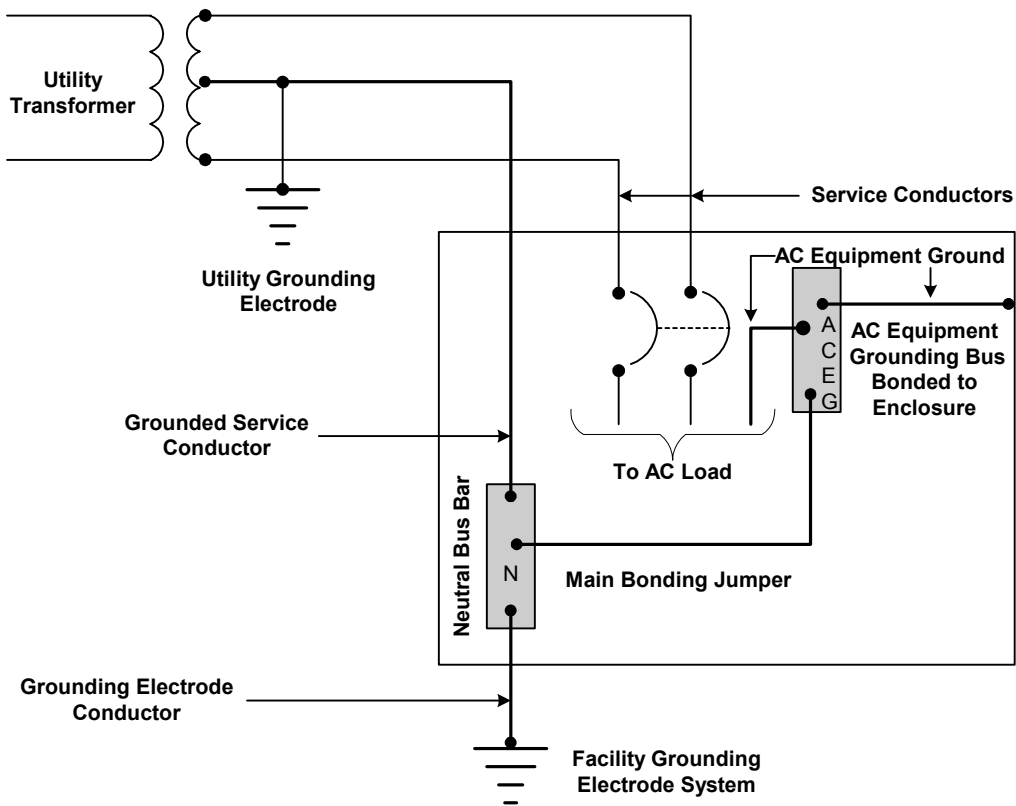 Utility
Transformer
Service Conductors
Utility Grounding
Electrode
AC Equipment Ground
A
C
E
G
AC Equipment
Grounding Bus
Bonded to
Enclosure
Grounded Service
Conductor
To AC Load
Neutral Bus Bar
N
Main Bonding Jumper
Grounding Electrode
Conductor
Facility Grounding
Electrode System